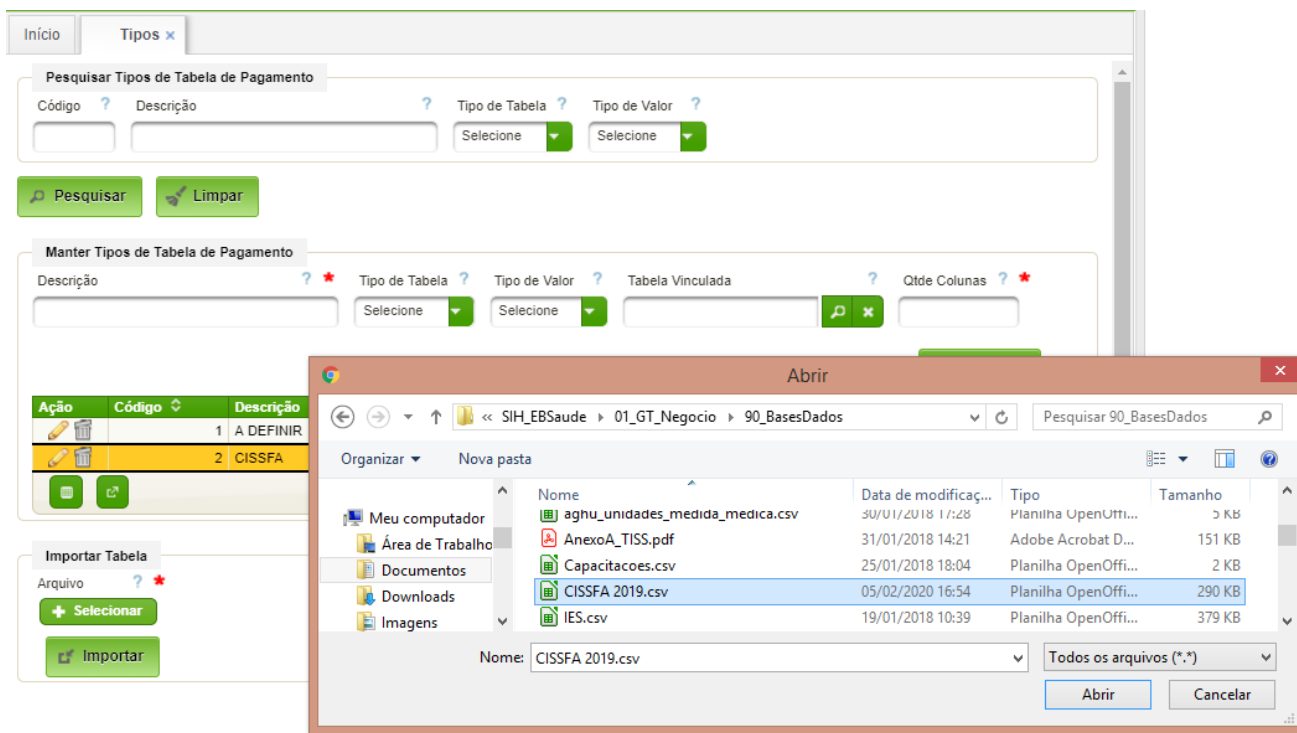 Início Tipos ×
Pesquisar Tipos de Tabela de Pagamento
Código ? Descrição ? Tipo de Tabela ? Tipo de Valor ?
Selecione Selecione
Pesquisar Limpar
Manter Tipos de Tabela de Pagamento
Descrição ? * Tipo de Tabela ? Tipo de Valor ? Tabela Vinculada ? Qtde Colunas ? *
Selecione Selecione
Ação Código Descrição
1 A DEFINIR
2 CISSFA
Importar Tabela
Arquivo ? *
+ Selecionar
Importar
Abrir
« SIH_EBSaude 01_GT_Negocio 90_BasesDados Pesquisar 90_BasesDados
Organizar Nova pasta
Nome Data de modificaç... Tipo Tamanho
Meu computador
Área de Trabalho
Documentos
Downloads
Imagens
aghu_unidades_medida_medica.csv 30/01/2018 17:28 Planilha OpenOffi... 5 KB
AnexoA_TISS.pdf 31/01/2018 14:21 Adobe Acrobat D... 151 KB
Capacitacoes.csv 25/01/2018 18:04 Planilha OpenOffi... 2 KB
CISSFA 2019.csv 05/02/2020 16:54 Planilha OpenOffi... 290 KB
IES.csv 19/01/2018 10:39 Planilha OpenOffi... 379 KB
Nome: CISSFA 2019.csv Todos os arquivos (*.*)
Abrir Cancelar